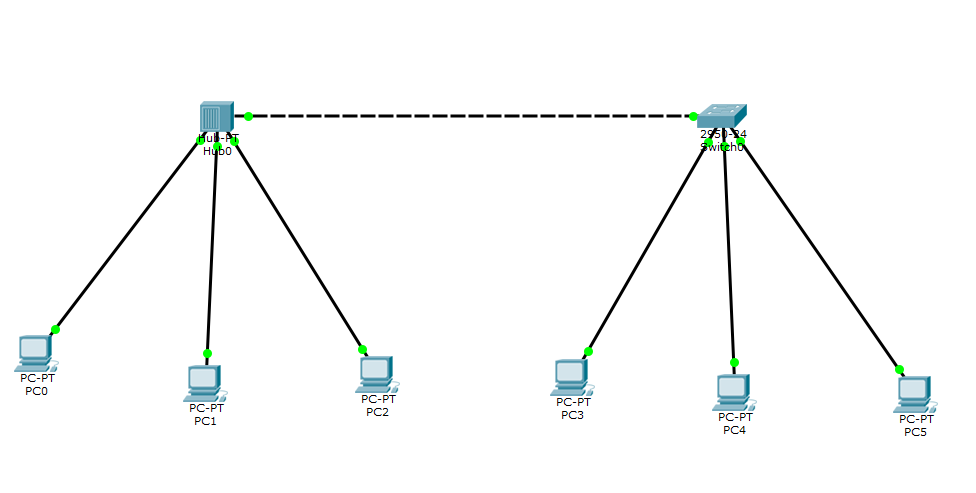 Hub-PT
Hub0
2950-24
Switch0
PC-PT
PC0
PC-PT
PC1
PC-PT
PC2
PC-PT
PC3
PC-PT
PC4
PC-PT
PC5